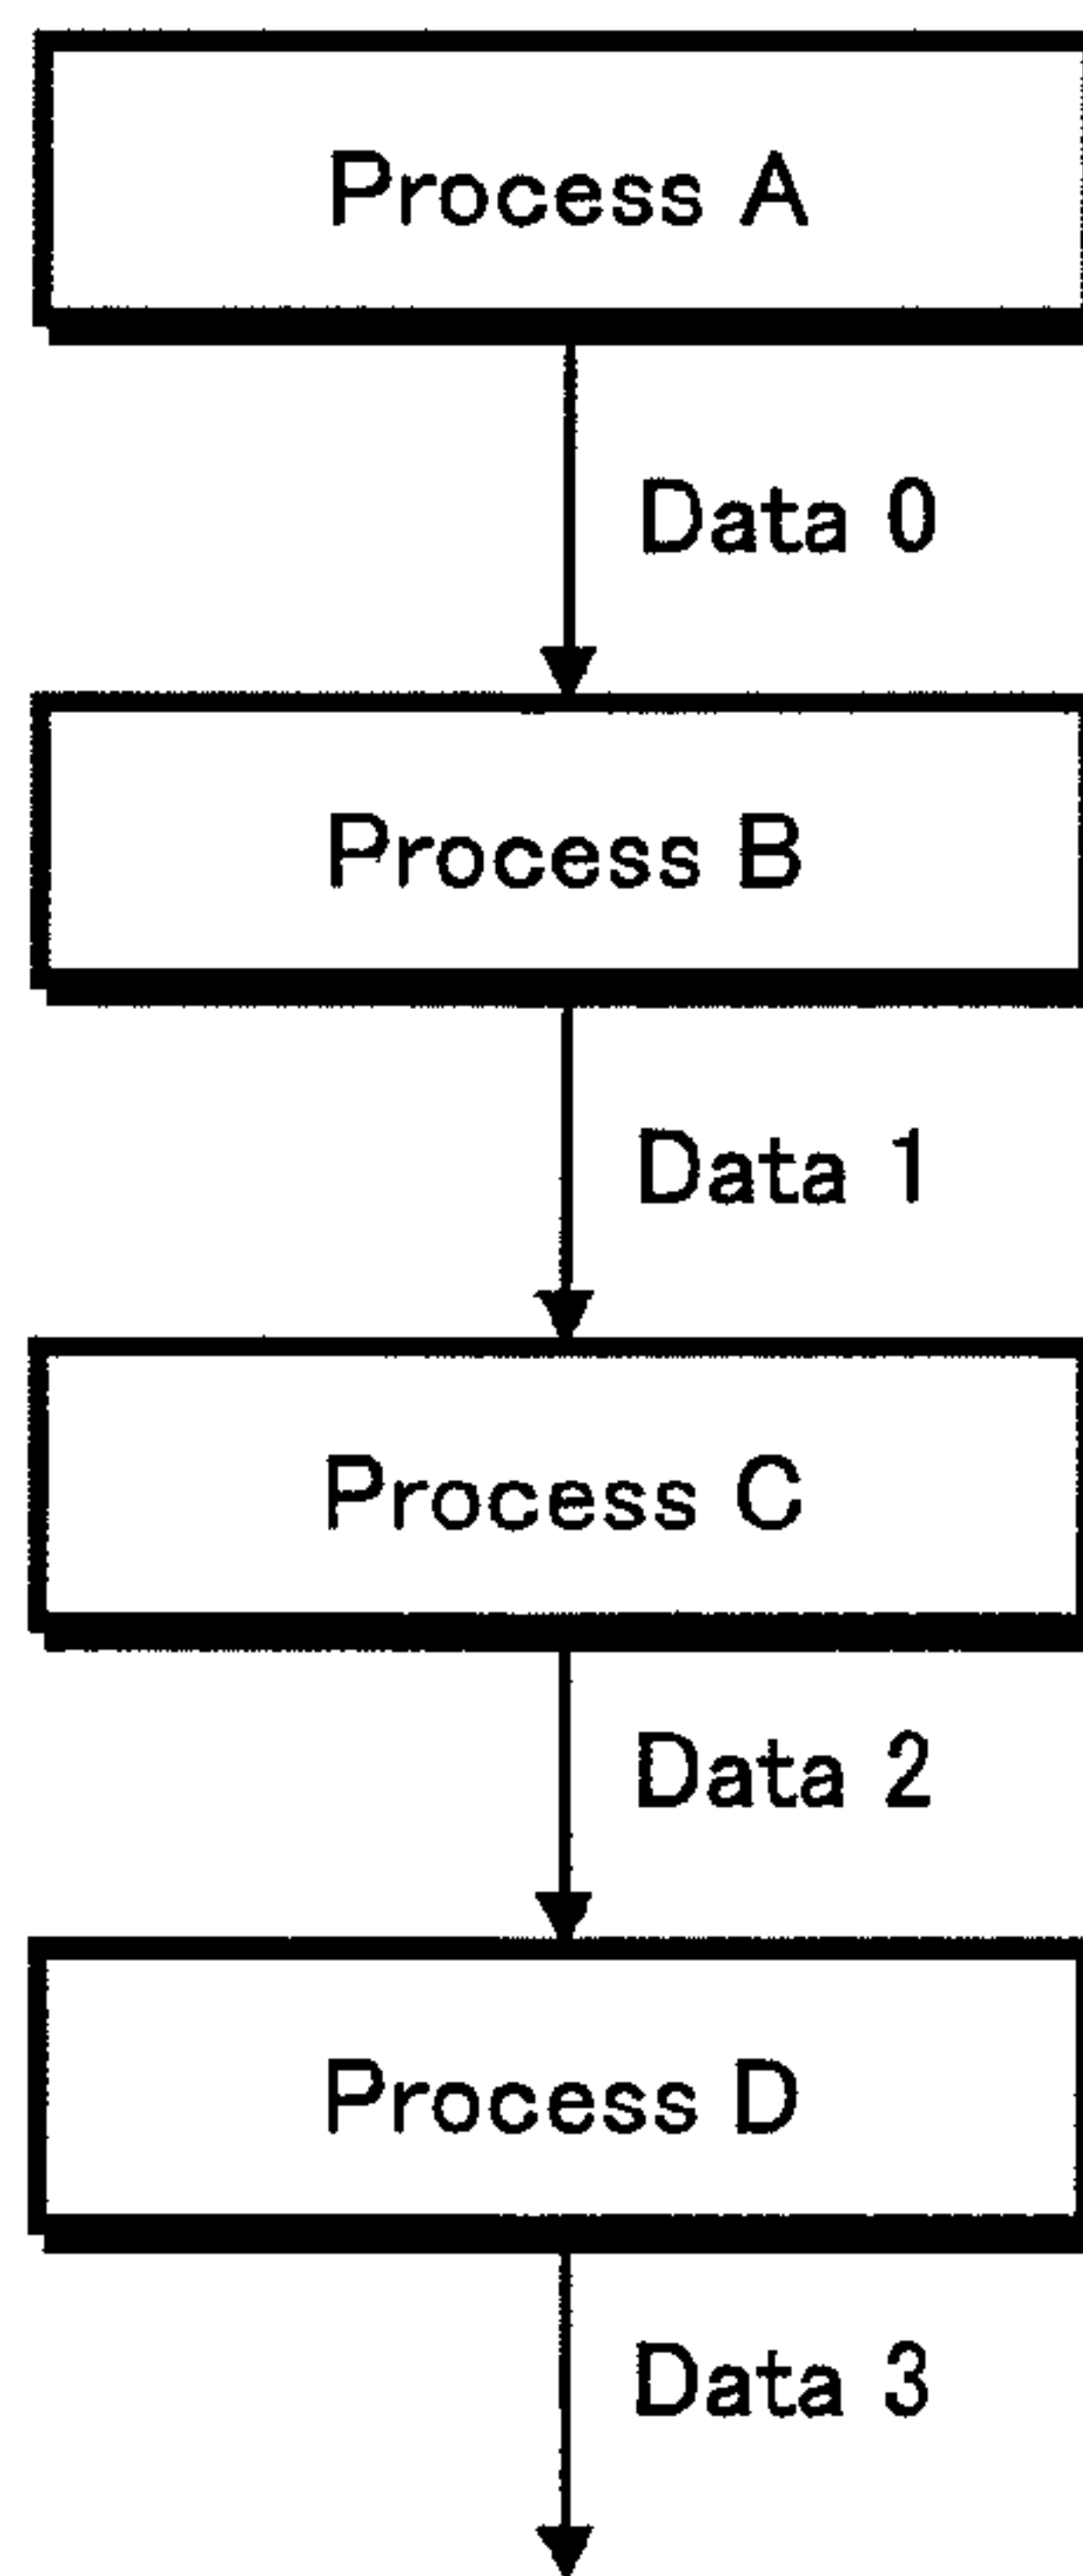 Process A
Data 0
Process B
Data 1
Process C
Data 2
Process D
Data 3